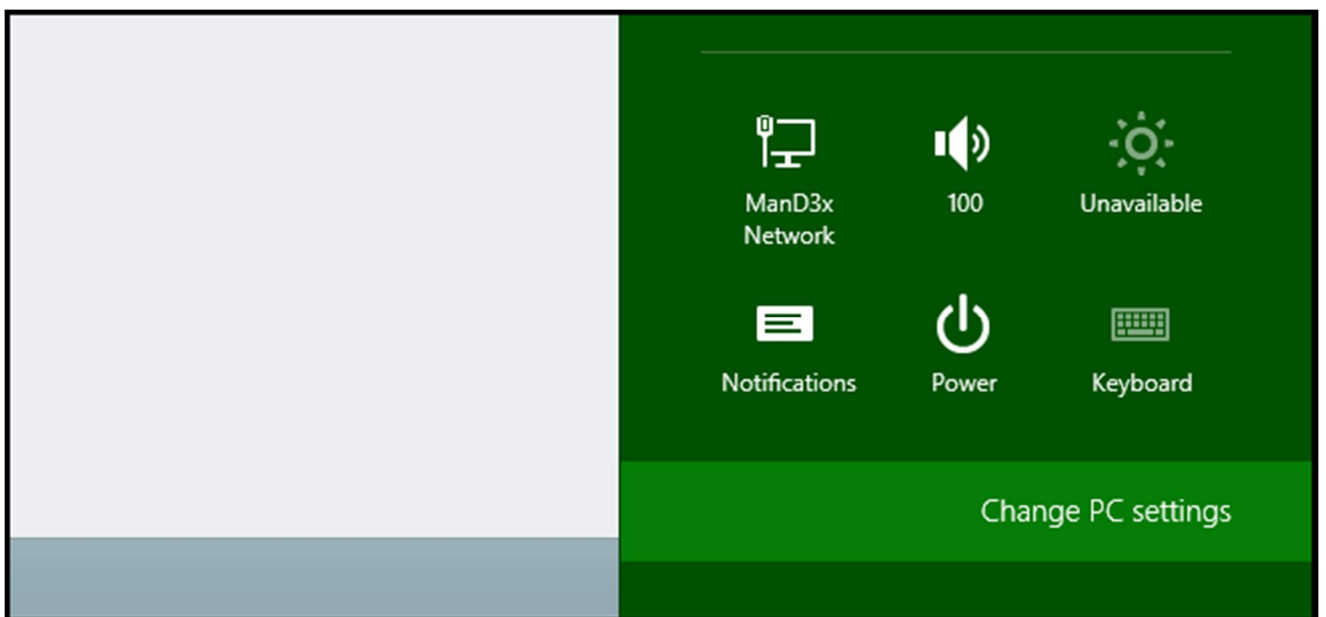 ManD3x
Network
100
Unavailable
Notifications
Power
Keyboard
Change PC settings